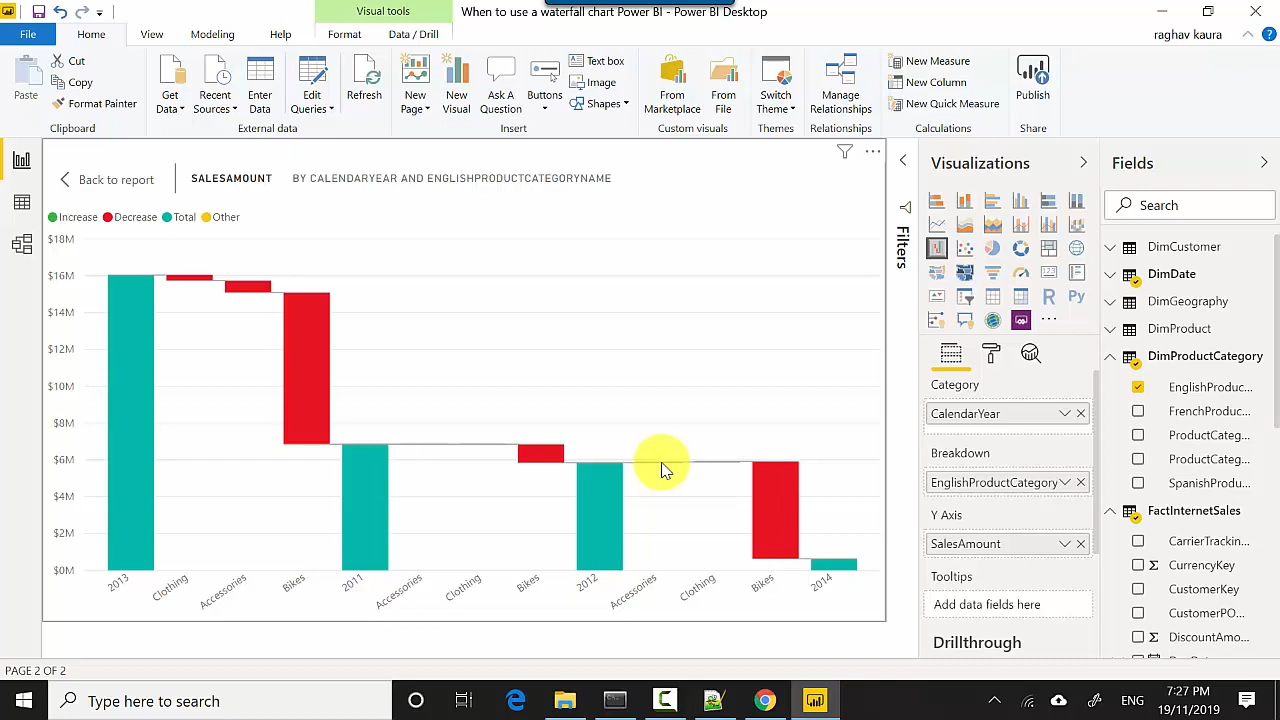 Visual tools
When to use a waterfall chart Power BI - Power BI Desktop
File Home View Modeling Help Format Data / Drill
raghav kaura
Paste
Cut
Copy
Format Painter
Clipboard
Get Data
Recent Sources
Enter Data
Edit Queries
Refresh
External data
New Page
New Visual
Ask A Question
Buttons
Text box
Image
Shapes
Insert
From Marketplace
From File
Custom visuals
Switch Theme
Themes
Manage Relationships
Relationships
New Measure
New Column
New Quick Measure
Calculations
Publish
Share
Back to report
SALESAMOUNT BY CALENDARYEAR AND ENGLISHPRODUCTCATEGORYNAME
Increase Decrease Total Other
$18M
$16M
$14M
$12M
$10M
$8M
$6M
$4M
$2M
$0M
2013 Clothing Accessories Bikes 2011 Accessories Clothing Bikes 2012 Accessories Clothing Bikes 2014
Filters
Visualizations
R Py
Category
CalendarYear
Breakdown
EnglishProductCategory
Y Axis
SalesAmount
Tooltips
Add data fields here
Drillthrough
Fields
Search
DimCustomer
DimDate
DimGeography
DimProduct
DimProductCategory
EnglishProduc...
FrenchProduc...
ProductCateg...
ProductCateg...
SpanishProdu...
FactInternetSales
CarrierTrackin...
CurrencyKey
CustomerKey
CustomerPO...
DiscountAmo...
PAGE 2 OF 2
Type here to search
ENG
7:27 PM
19/11/2019